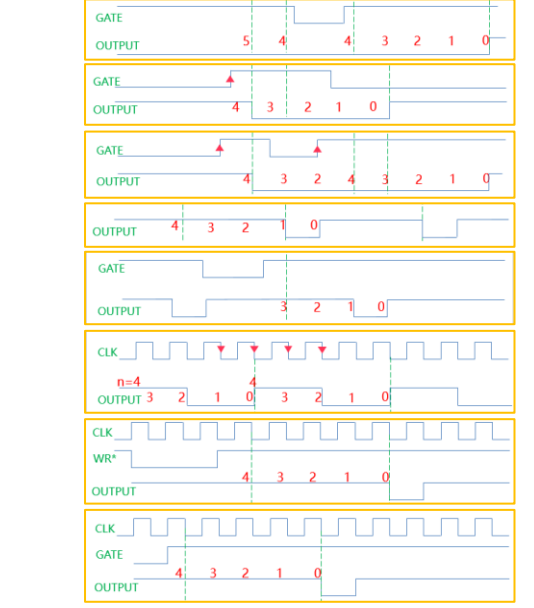 GATE
OUTPUT 5 4 4 3 2 1 0
GATE
OUTPUT 4 3 2 1 0
GATE
OUTPUT 4 3 2 4 3 2 1 0
OUTPUT 4 3 2 1 0
GATE
OUTPUT 3 2 1 0
CLK
n=4 4
OUTPUT 3 2 1 0 3 2 1 0
CLK
WR*
4 3 2 1 0
OUTPUT
CLK
GATE
4 3 2 1 0
OUTPUT